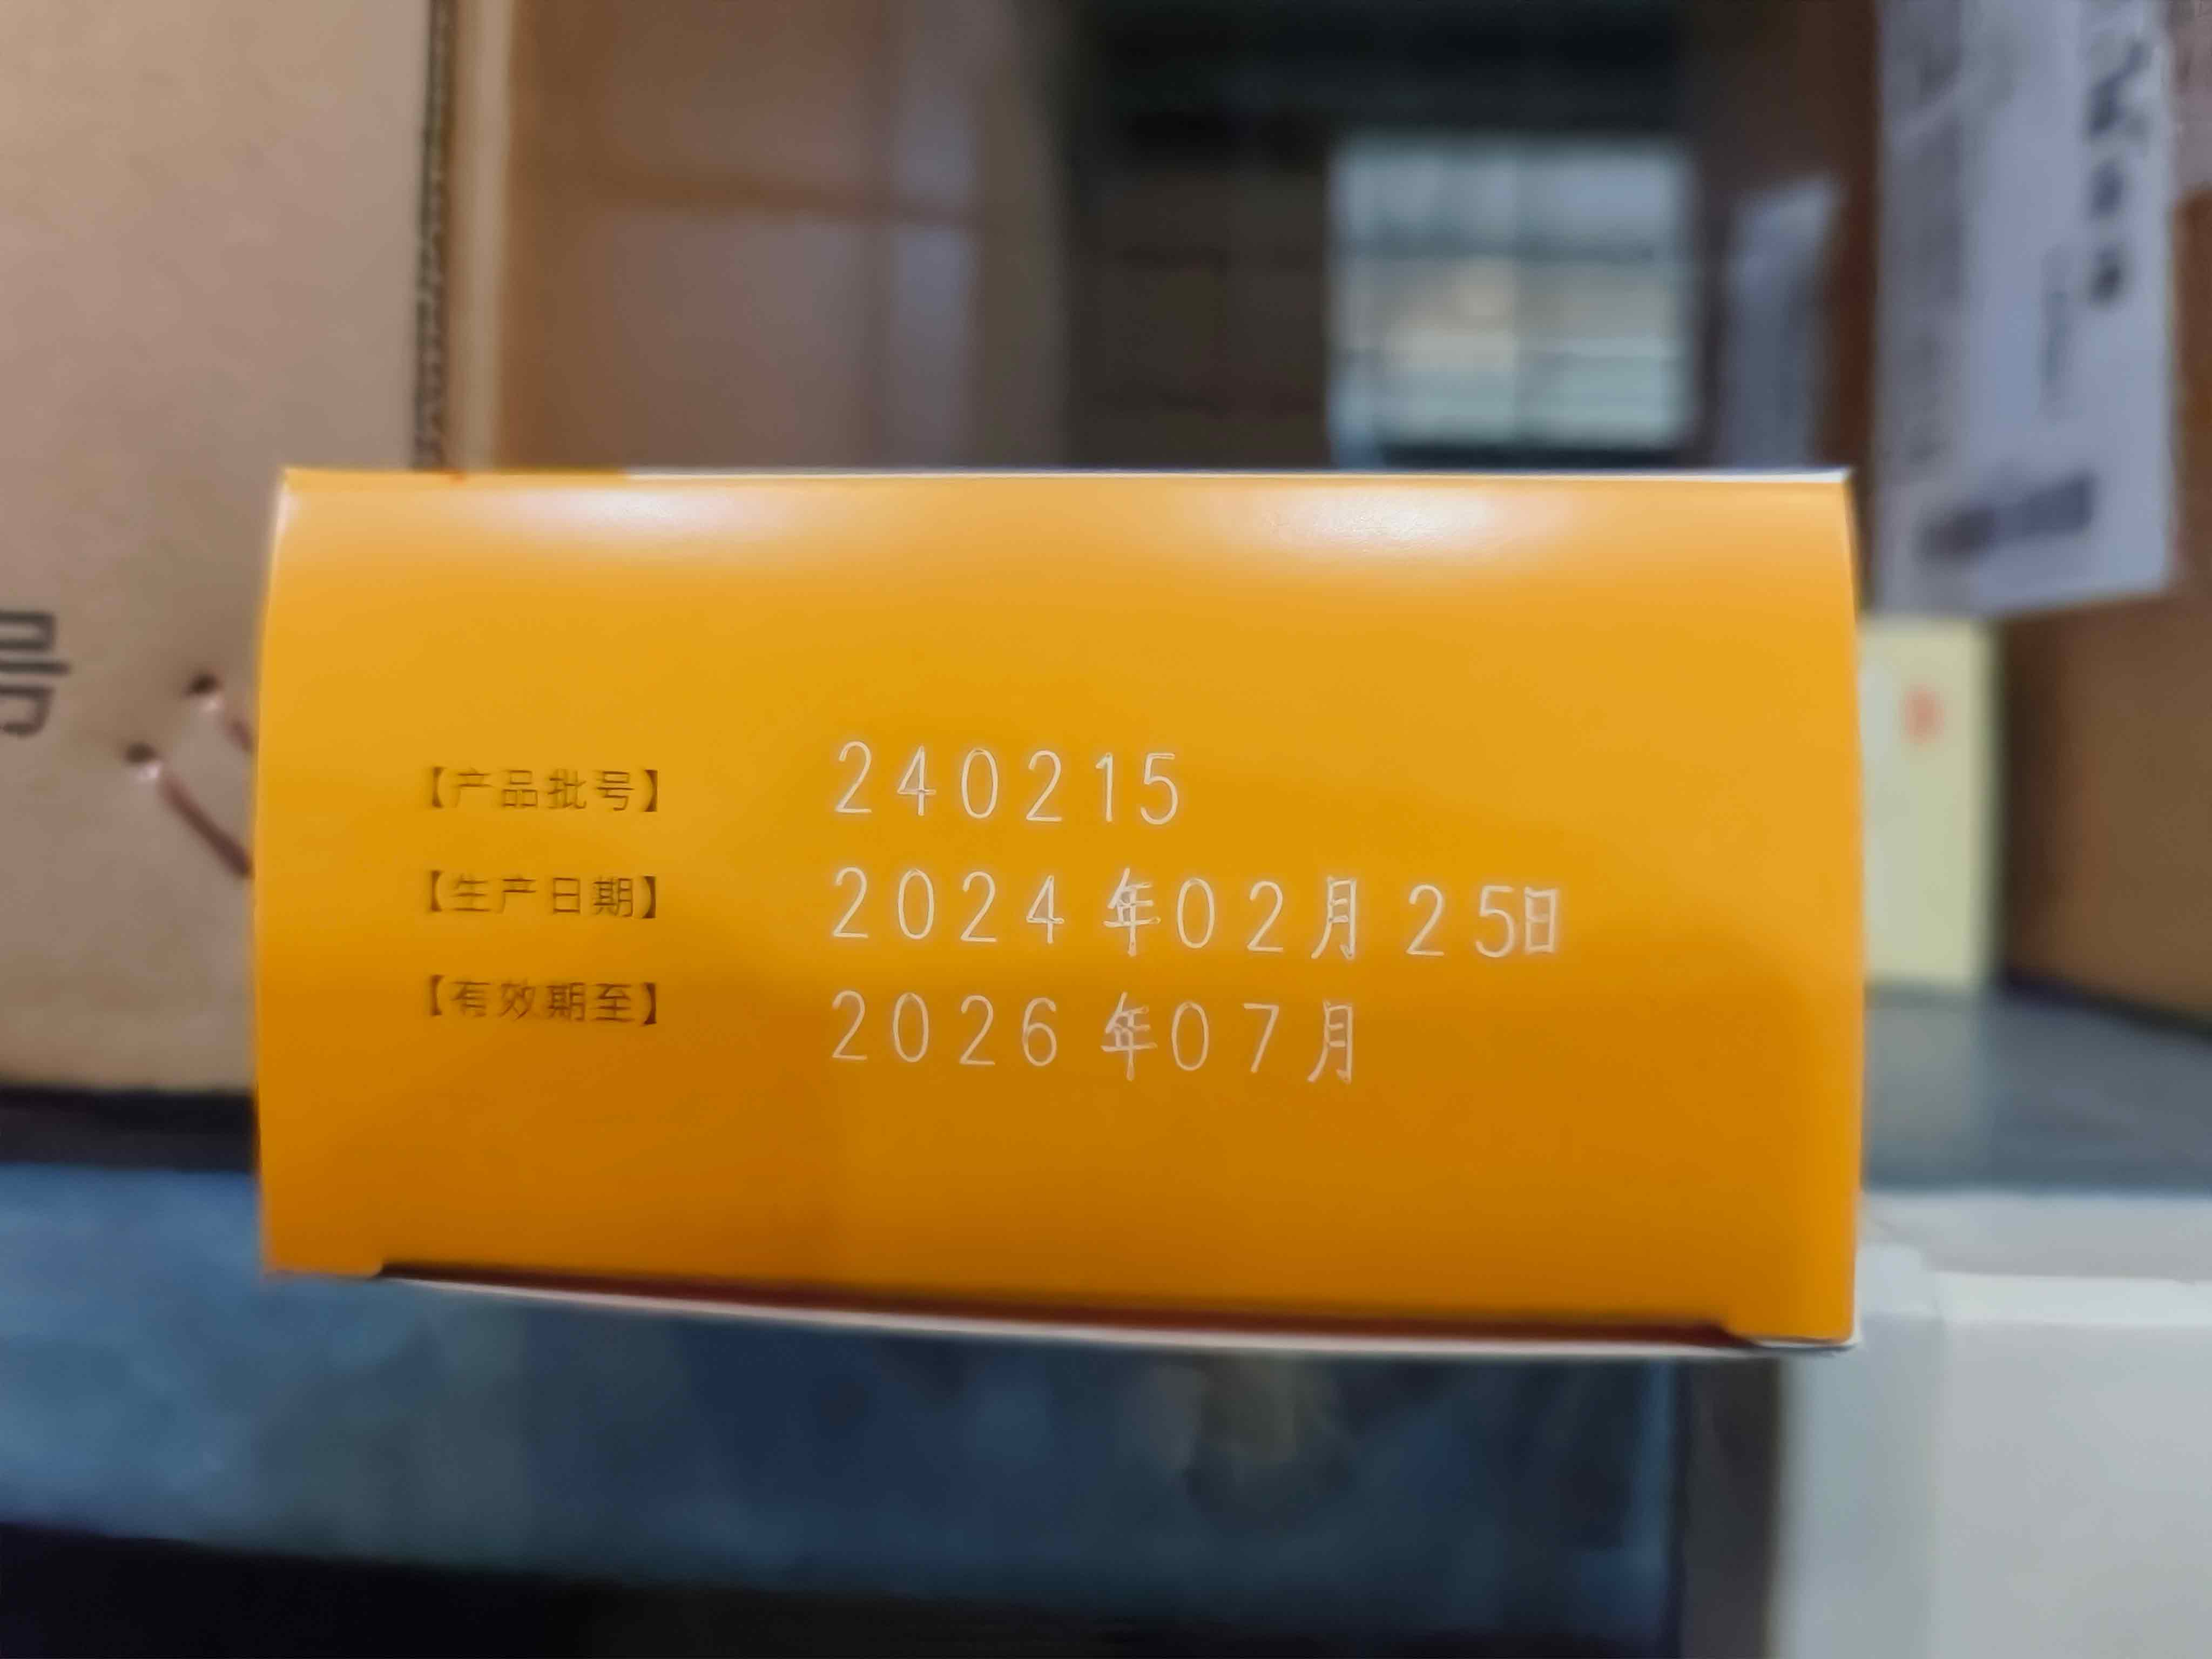 号
【产品批号】 240215
【生产日期】 2024年02月25日
【有效期至】 2026年07月